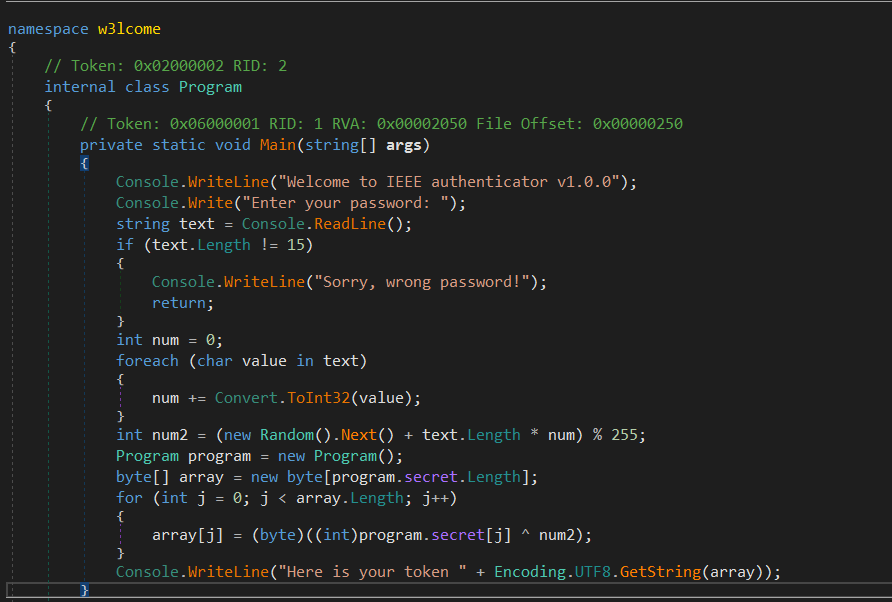 namespace w3lcome
{
// Token: 0x02000002 RID: 2
internal class Program
{
// Token: 0x06000001 RID: 1 RVA: 0x00002050 File Offset: 0x00000250
private static void Main(string[] args)
{
Console.WriteLine("Welcome to IEEE authenticator v1.0.0");
Console.Write("Enter your password: ");
string text = Console.ReadLine();
if (text.Length != 15)
{
Console.WriteLine("Sorry, wrong password!");
return;
}
int num = 0;
foreach (char value in text)
{
num += Convert.ToInt32(value);
}
int num2 = (new Random().Next() + text.Length * num) % 255;
Program program = new Program();
byte[] array = new byte[program.secret.Length];
for (int j = 0; j < array.Length; j++)
{
array[j] = (byte)((int)program.secret[j] ^ num2);
}
Console.WriteLine("Here is your token " + Encoding.UTF8.GetString(array));
}